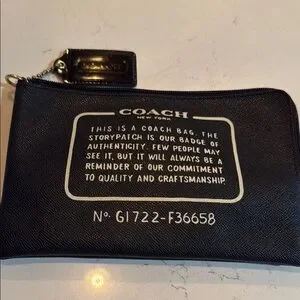 COACH
COACH
NEW YORK
THIS IS A COACH BAG. THE
STORYPATCH IS OUR BADGE OF
AUTHENTICITY. FEW PEOPLE MAY
SEE IT, BUT IT WILL ALWAYS BE A
REMINDER OF OUR COMMITMENT
TO QUALITY AND CRAFTSMANSHIP.
No. G1722-F36658